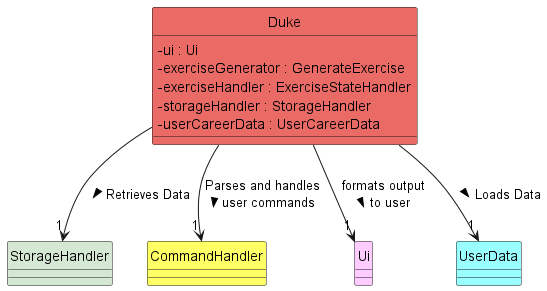 Duke
-ui : Ui
-exerciseGenerator : GenerateExercise
-exerciseHandler : ExerciseStateHandler
-storageHandler : StorageHandler
-userCareerData : UserCareerData
Retrieves Data
Parses and handles
user commands
formats output
to user
Loads Data
1
1
1
1
StorageHandler
CommandHandler
Ui
UserData